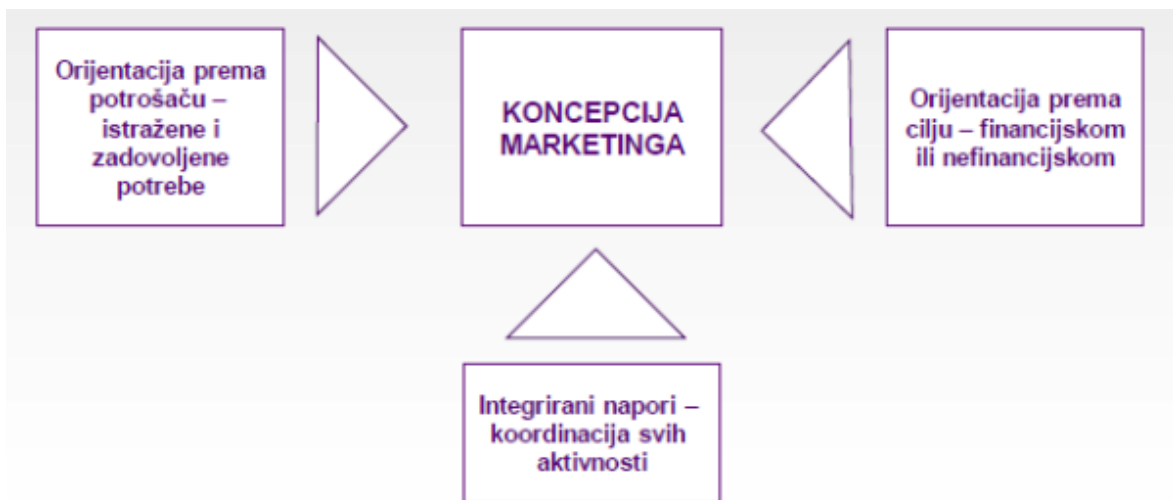 Orijentacija prema
potrošaču –
istražene i
zadovoljene
potrebe
KONCEPCIJA
MARKETINGA
Orijentacija prema
cilju – financijskom
ili nefinancijskom
Integrirani napori –
koordinacija svih
aktivnosti